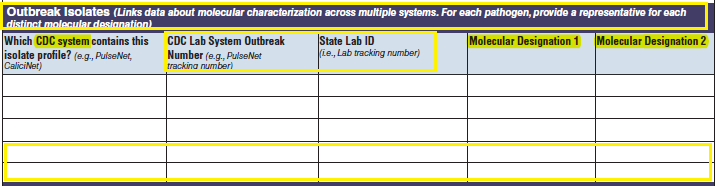 Outbreak Isolates (Links data about molecular characterization across multiple systems. For each pathogen, provide a representative for each
distinct molecular designation)
Which CDC system contains this
isolate profile? (e.g., PulseNet,
CaliciNet)
CDC Lab System Outbreak
Number (e.g., PulseNet
tracking number)
State Lab ID
(i.e., Lab tracking number)
Molecular Designation 1
Molecular Designation 2